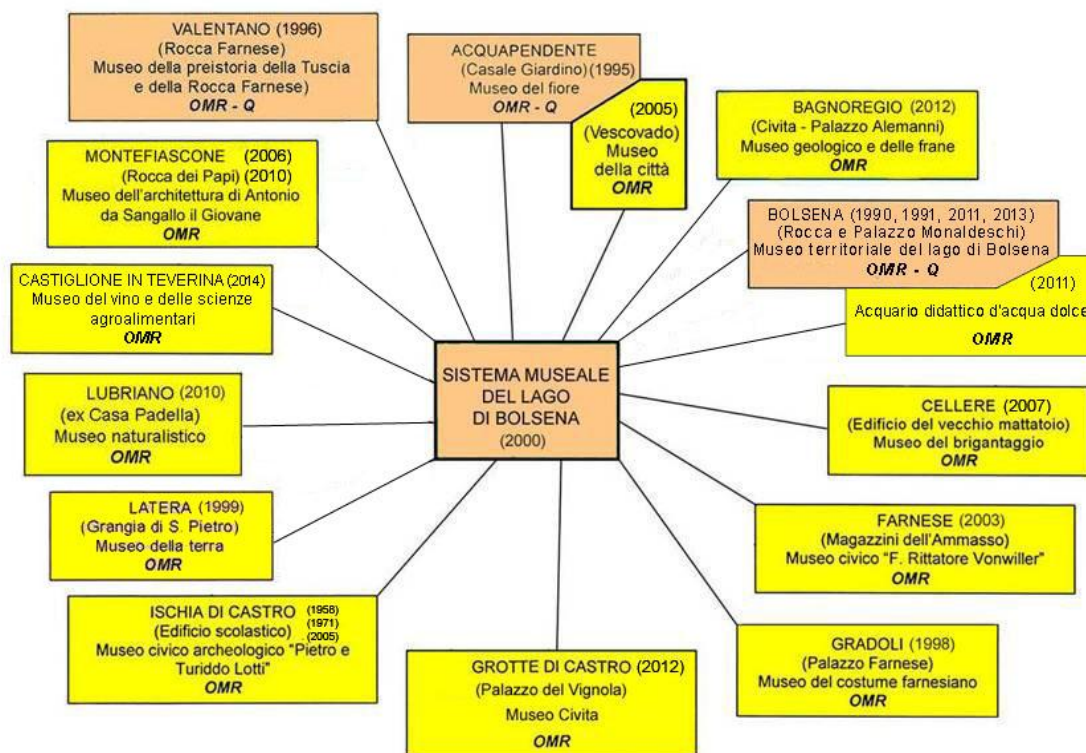 VALENTANO (1996)
(Rocca Farnese)
Museo della preistoria della Tuscia
e della Rocca Farnese)
OMR - Q
ACQUAPENDENTE
(Casale Giardino) (1995)
Museo del fiore
OMR - Q
(2005)
(Vescovado)
Museo
della città
OMR
BAGNOREGIO (2012)
(Civita - Palazzo Alemanni)
Museo geologico e delle frane
OMR
MONTEFIASCONE (2006)
(Rocca dei Papi) (2010)
Museo dell'architettura di Antonio
da Sangallo il Giovane
OMR
BOLSENA (1990, 1991, 2011, 2013)
(Rocca e Palazzo Monaldeschi)
Museo territoriale del lago di Bolsena
OMR - Q
(2011)
Acquario didattico d'acqua dolce
OMR
CASTIGLIONE IN TEVERINA (2014)
Museo del vino e delle scienze
agroalimentari
OMR
SISTEMA MUSEALE
DEL LAGO
DI BOLSENA
(2000)
LUBRIANO (2010)
(ex Casa Padella)
Museo naturalistico
OMR
CELLERE (2007)
(Edificio del vecchio mattatoio)
Museo del brigantaggio
OMR
LATERA (1999)
(Grangia di S. Pietro)
Museo della terra
OMR
FARNESE (2003)
(Magazzini dell'Ammasso)
Museo civico "F. Rittatore Vonwiller"
OMR
ISCHIA DI CASTRO (1958)
(1971)
(Edificio scolastico) (2005)
Museo civico archeologico "Pietro e
Turiddo Lotti"
OMR
GROTTE DI CASTRO (2012)
(Palazzo del Vignola)
Museo Civita
OMR
GRADOLI (1998)
(Palazzo Farnese)
Museo del costume farnesiano
OMR